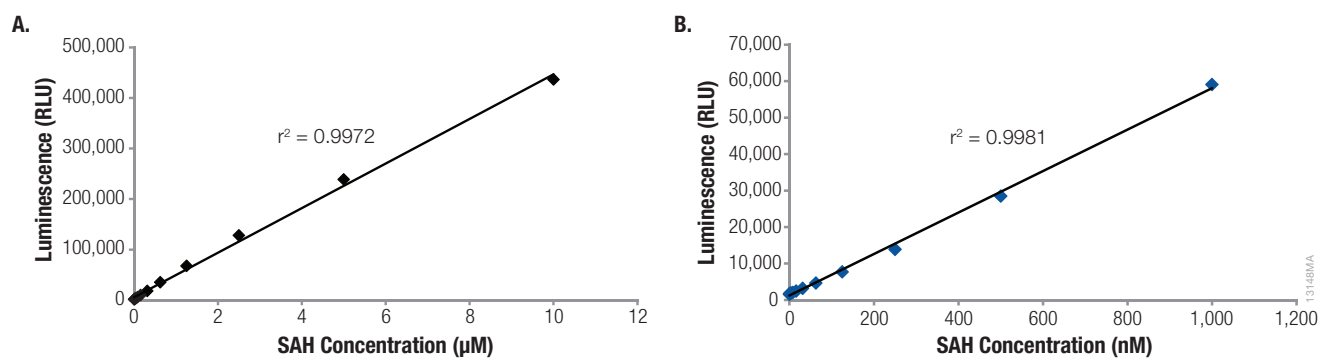 A.
500,000
400,000
300,000
200,000
100,000
0
Luminescence (RLU)
r² = 0.9972
0 2 4 6 8 10 12
SAH Concentration (µM)
B.
70,000
60,000
50,000
40,000
30,000
20,000
10,000
0
Luminescence (RLU)
r² = 0.9981
0 200 400 600 800 1,000 1,200
SAH Concentration (nM)
13148MA